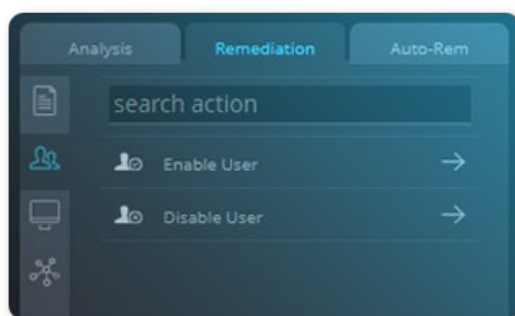 Analysis Remediation Auto-Rem
search action
Enable User
Disable User